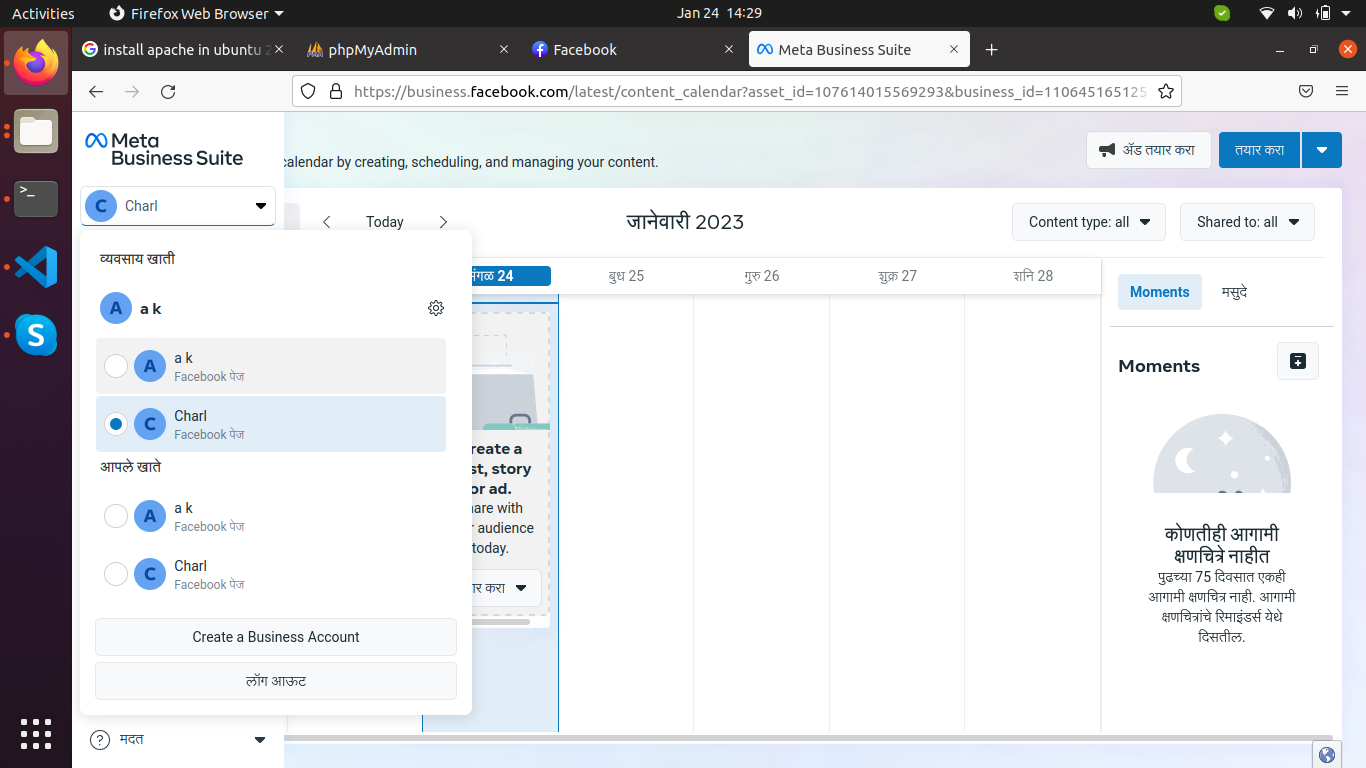 Activities
Firefox Web Browser
Jan 24 14:29
install apache in ubuntu 2
phpMyAdmin
Facebook
Meta Business Suite
https://business.facebook.com/latest/content_calendar?asset_id=107614015569293&business_id=110645165125
Meta
Business Suite
calendar by creating, scheduling, and managing your content.
ॲड तयार करा
तयार करा
C Charl
Today
जानेवारी 2023
Content type: all
Shared to: all
व्यवसाय खाती
A a k
A a k
Facebook पेज
C Charl
Facebook पेज
आपले खाते
A a k
Facebook पेज
C Charl
Facebook पेज
Create a Business Account
लॉग आऊट
? मदत
24
बुध 25
गुरु 26
शुक्र 27
शनि 28
reate a
st, story
or ad.
hare with
audience
today.
करा
Moments
मसुदे
Moments
कोणतीही आगामी
क्षणचित्रे नाहीत
पुढच्या 75 दिवसात एकही
आगामी क्षणचित्र नाही. आगामी
क्षणचित्रांचे रिमाइंडर्स येथे
दिसतील.